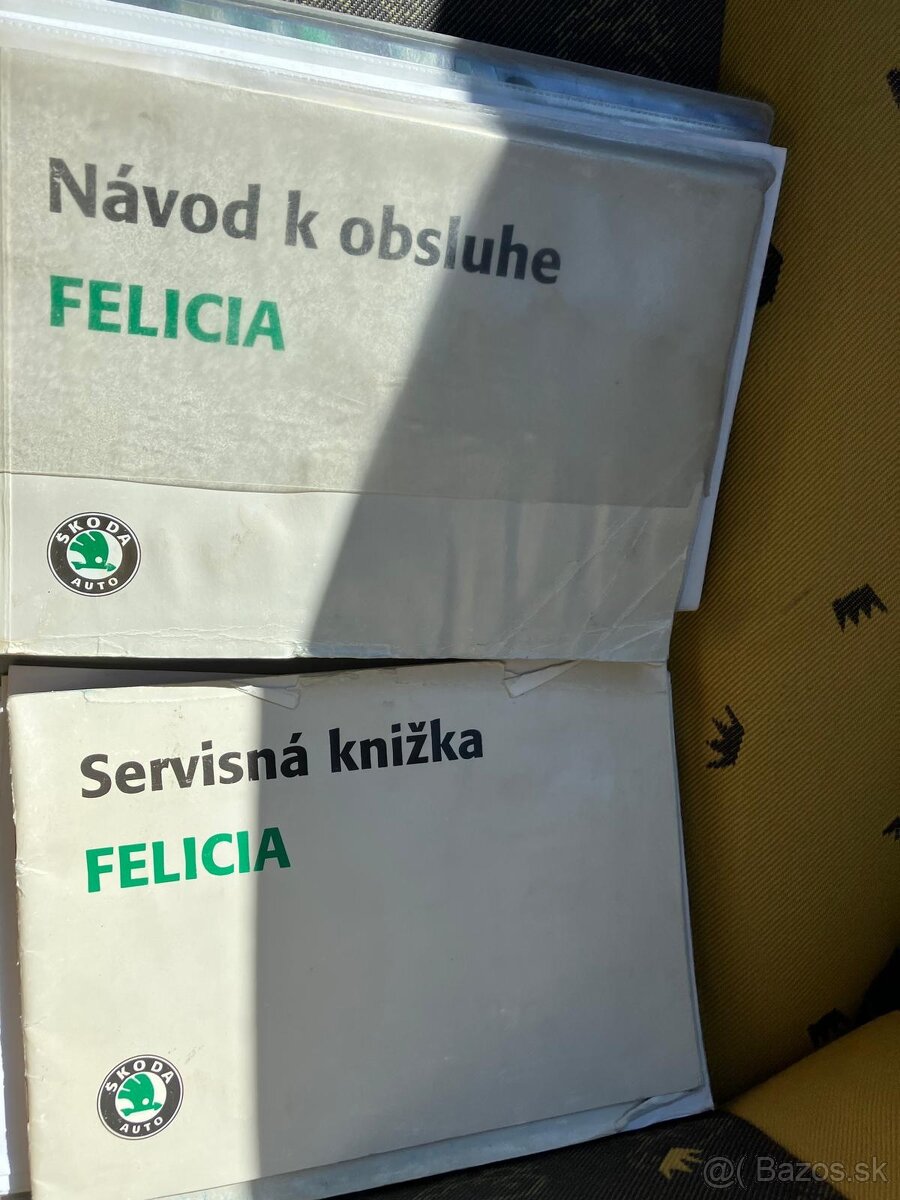 Návod k obsluhe
FELICIA
ŠKODA
AUTO
Servisná knižka
FELICIA
ŠKODA
AUTO
@( Bazos.sk